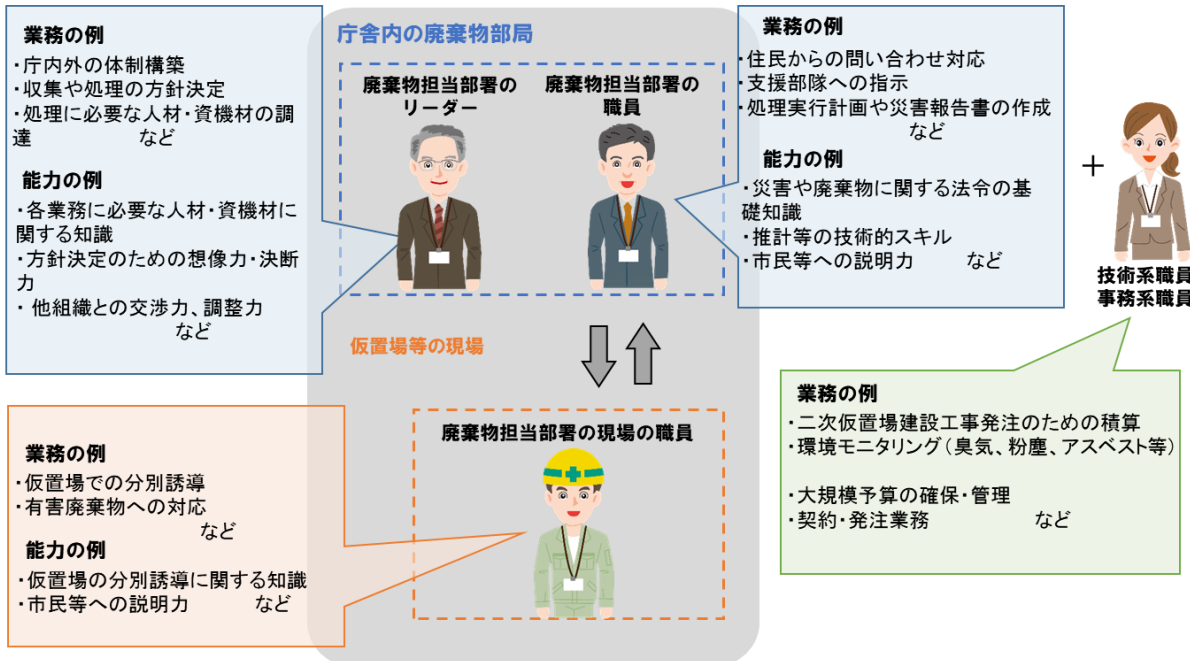 業務の例
・庁内外の体制構築
・収集や処理の方針決定
・処理に必要な人材・資機材の調
達 など
能力の例
・各業務に必要な人材・資機材に
関する知識
・方針決定のための想像力・決断
力
・ 他組織との交渉力、調整力
など
庁舎内の廃棄物部局
廃棄物担当部署の
リーダー
廃棄物担当部署の
職員
業務の例
・住民からの問い合わせ対応
・支援部隊への指示
・処理実行計画や災害報告書の作成
など
能力の例
・災害や廃棄物に関する法令の基
礎知識
・推計等の技術的スキル
・市民等への説明力 など
＋
技術系職員
事務系職員
仮置場等の現場
廃棄物担当部署の現場の職員
業務の例
・仮置場での分別誘導
・有害廃棄物への対応
など
能力の例
・仮置場の分別誘導に関する知識
・市民等への説明力 など
業務の例
・二次仮置場建設工事発注のための積算
・環境モニタリング（臭気、粉塵、アスベスト等）
・大規模予算の確保・管理
・契約・発注業務 など